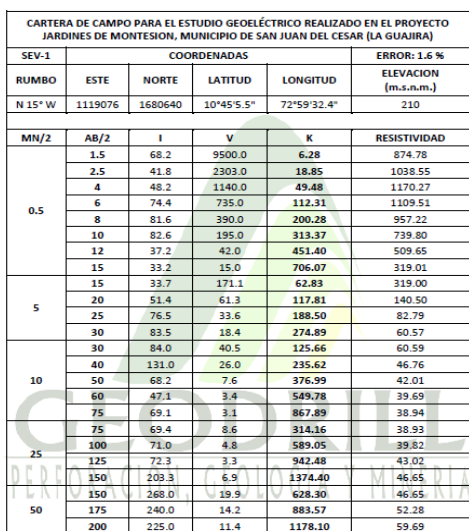 CARTERA DE CAMPO PARA EL ESTUDIO GEOELÉCTRICO REALIZADO EN EL PROYECTO
JARDINES DE MONTESION, MUNICIPIO DE SAN JUAN DEL CESAR (LA GUAJIRA)
SEV-1 COORDENADAS ERROR: 1.6 %
RUMBO ESTE NORTE LATITUD LONGITUD ELEVACION (m.s.n.m.)
N 15° W 1119076 1680640 10°45'5.5" 72°59'32.4" 210
MN/2 AB/2 I V K RESISTIVIDAD
0.5
1.5 68.2 9500.0 6.28 874.78
2.5 41.8 2303.0 18.85 1038.55
4 48.2 1140.0 49.48 1170.27
6 74.4 735.0 112.31 1109.51
8 81.6 390.0 200.28 957.22
10 82.6 195.0 313.37 739.80
12 37.2 42.0 451.40 509.65
15 33.2 15.0 706.07 319.01
5
15 33.7 171.1 62.83 319.00
20 51.4 61.3 117.81 140.50
25 76.5 33.6 188.50 82.79
30 83.5 18.4 274.89 60.57
10
30 84.0 40.5 125.66 60.59
40 131.0 26.0 235.62 46.76
50 68.2 7.6 376.99 42.01
60 47.1 3.4 549.78 39.69
75 69.1 3.1 867.89 38.94
25
75 69.4 8.6 314.16 38.93
100 71.0 4.8 589.05 39.82
125 72.3 3.3 942.48 43.02
150 203.3 6.9 1374.40 46.65
50
150 268.0 19.9 628.30 46.65
175 240.0 14.2 883.57 52.28
200 225.0 11.4 1178.10 59.69
GEODRILL
PERFORACIÓN, GEOLOGÍA Y MINERIA